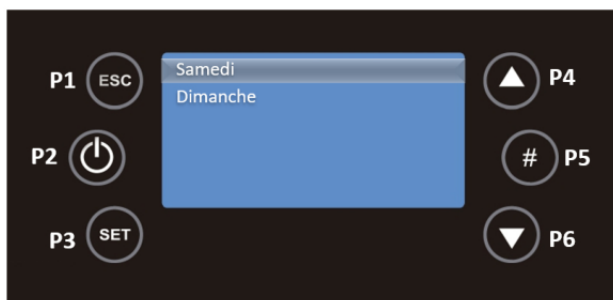 P1 ESC
Samedi
Dimanche
P4
P2
# P5
P3 SET
P6